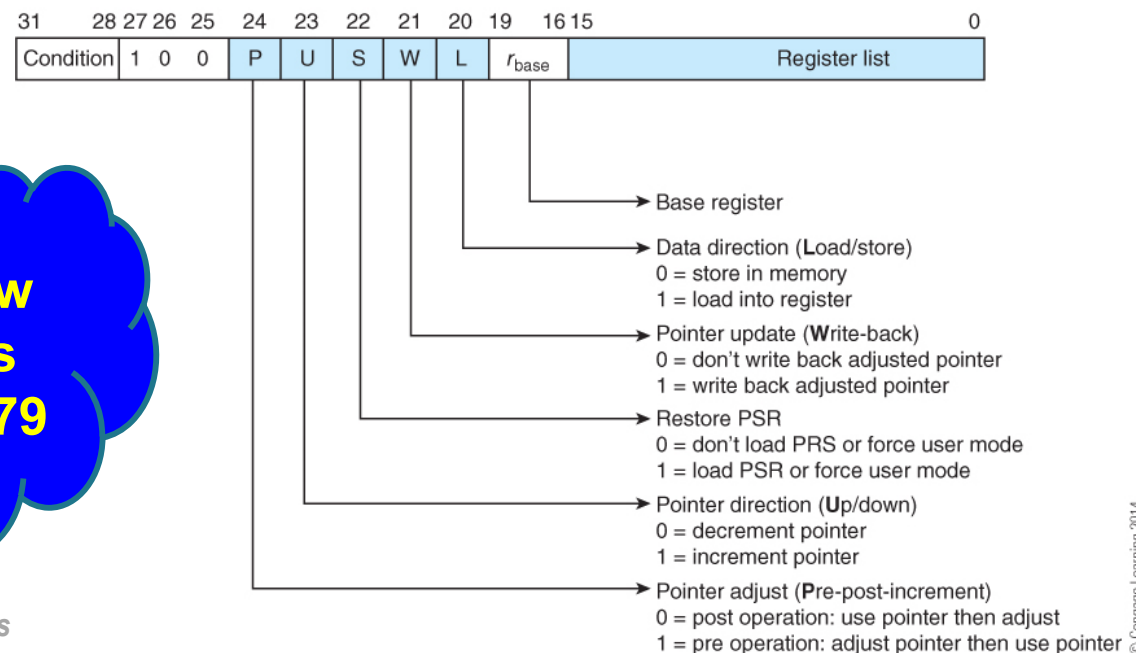 31 28 27 26 25 24 23 22 21 20 19 16 15 0
Condition 1 0 0 P U S W L rbase Register list
Base register
Data direction (Load/store)
0 = store in memory
1 = load into register
Pointer update (Write-back)
0 = don't write back adjusted pointer
1 = write back adjusted pointer
Restore PSR
0 = don't load PRS or force user mode
1 = load PSR or force user mode
Pointer direction (Up/down)
0 = decrement pointer
1 = increment pointer
Pointer adjust (Pre-post-increment)
0 = post operation: use pointer then adjust
1 = pre operation: adjust pointer then use pointer
w
s
79
s
© Cengage Learning 2014